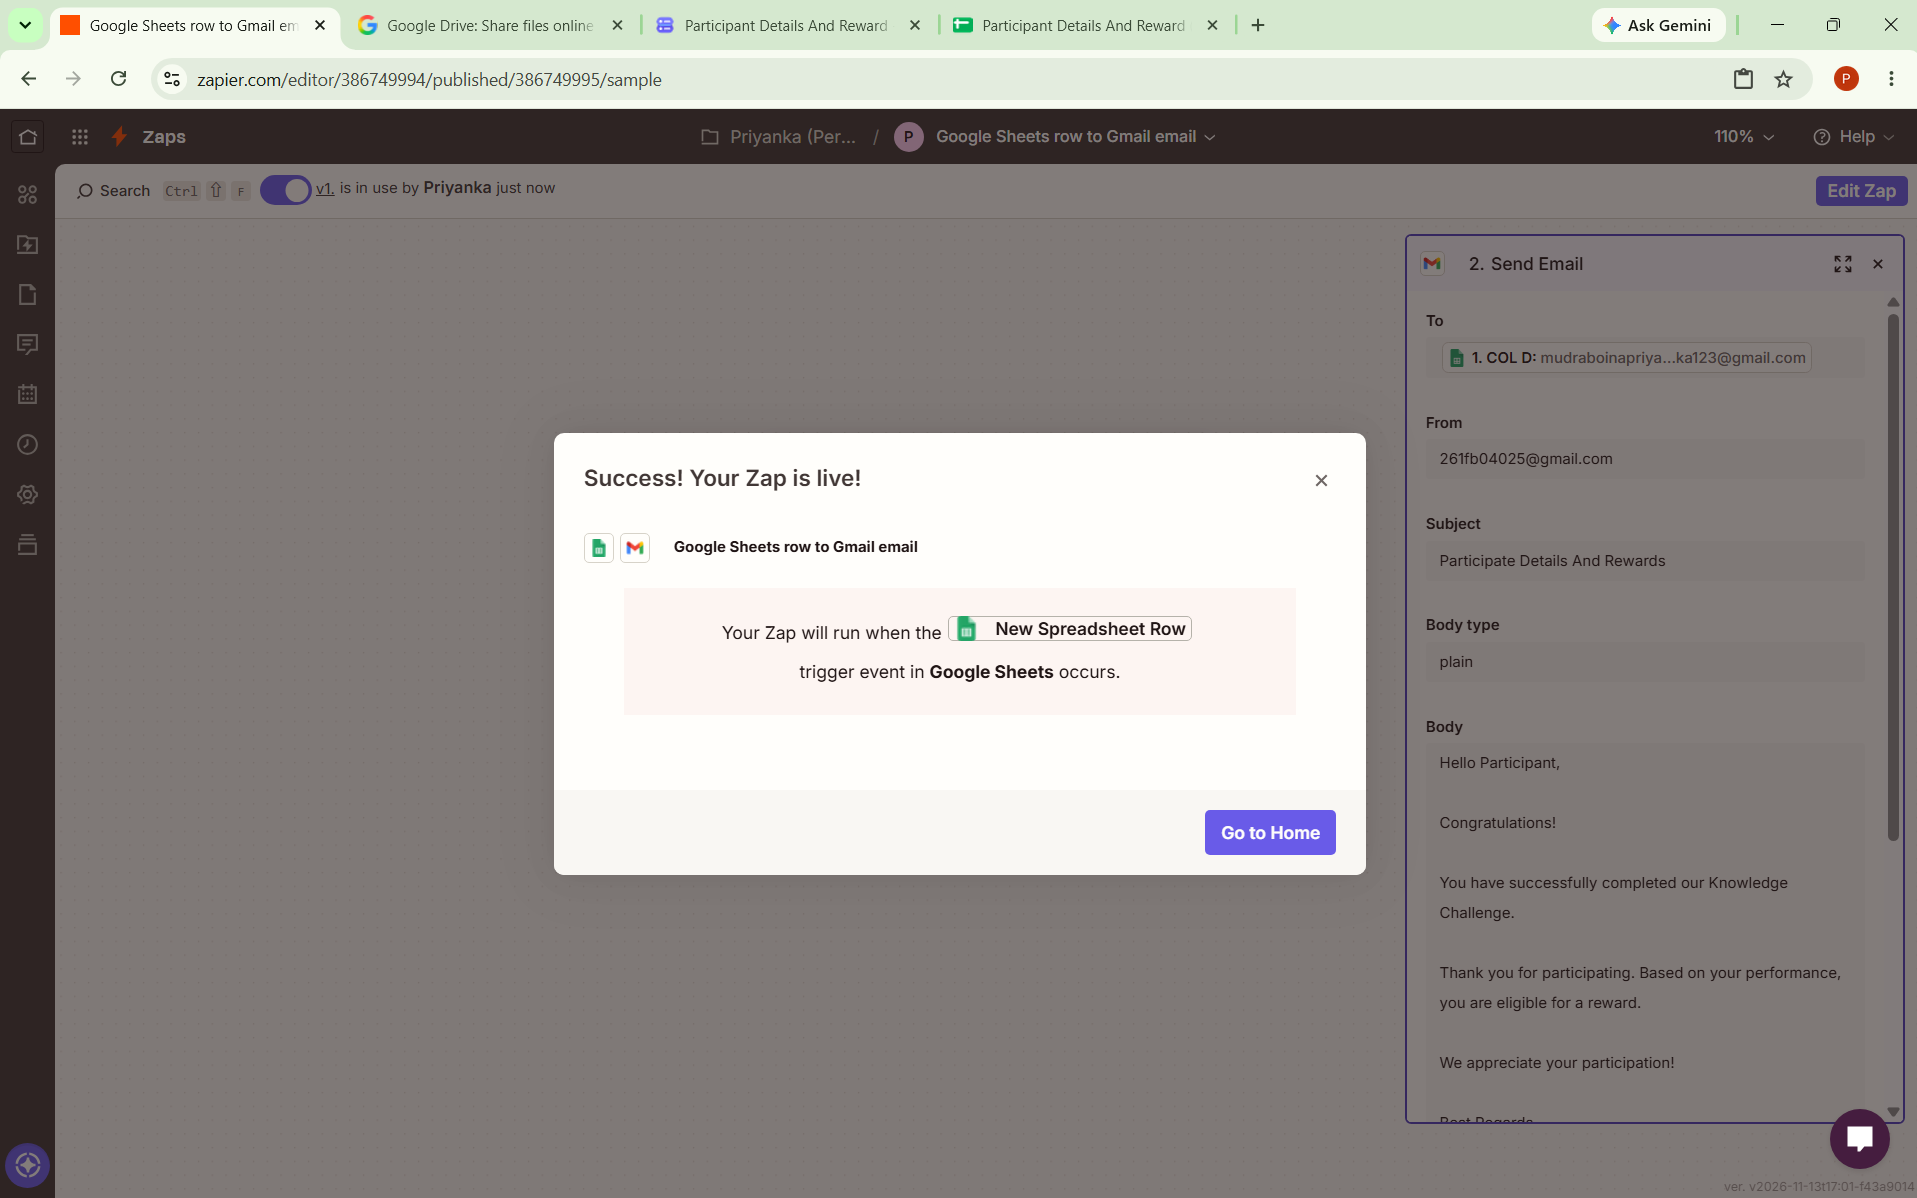 Google Sheets row to Gmail em
Google Drive: Share files online
Participant Details And Reward
Participant Details And Reward
Ask Gemini
zapier.com/editor/386749994/published/386749995/sample
P
Zaps
Priyanka (Per... / P Google Sheets row to Gmail email
110%
Help
Search Ctrl ⇧ F
v1. is in use by Priyanka just now
Edit Zap
2. Send Email
To
1. COL D: mudraboinapriya...ka123@gmail.com
From
261fb04025@gmail.com
Subject
Participate Details And Rewards
Body type
plain
Body
Hello Participant,
Congratulations!
You have successfully completed our Knowledge
Challenge.
Thank you for participating. Based on your performance,
you are eligible for a reward.
We appreciate your participation!
Best Regards
Success! Your Zap is live!
Google Sheets row to Gmail email
Your Zap will run when the New Spreadsheet Row
trigger event in Google Sheets occurs.
Go to Home
ver. v2026-11-13t17:01-f43a9014